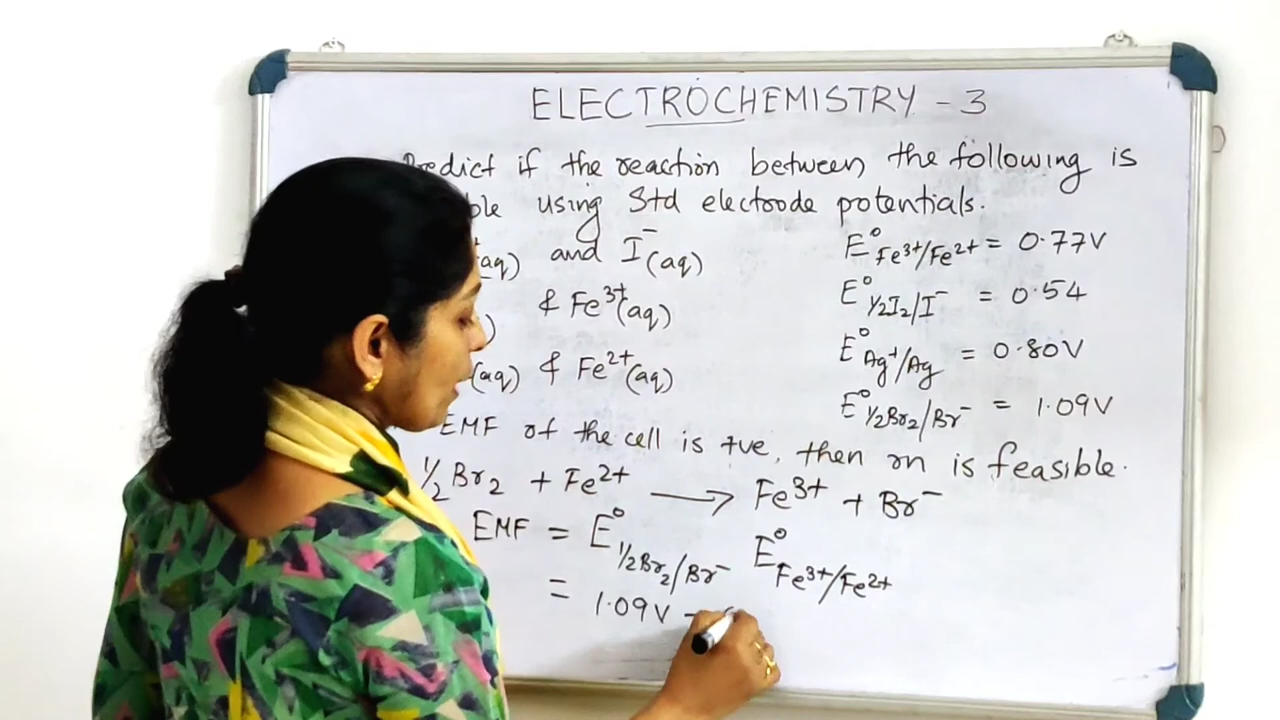 ELECTROCHEMISTRY - 3
Predict if the reaction between the following is
ble using Std electrode potentials.
(aq) and I⁻(aq)
& Fe³⁺(aq)
(aq) & Fe²⁺(aq)
E°Fe³⁺/Fe²⁺ = 0.77V
E°½I₂/I⁻ = 0.54
E°Ag⁺/Ag = 0.80V
E°½Br₂/Br⁻ = 1.09V
EMF of the cell is +ve, then rn is feasible.
½Br₂ + Fe²⁺ ⟶ Fe³⁺ + Br⁻
EMF = E°½Br₂/Br⁻ E°Fe³⁺/Fe²⁺
= 1.09V -